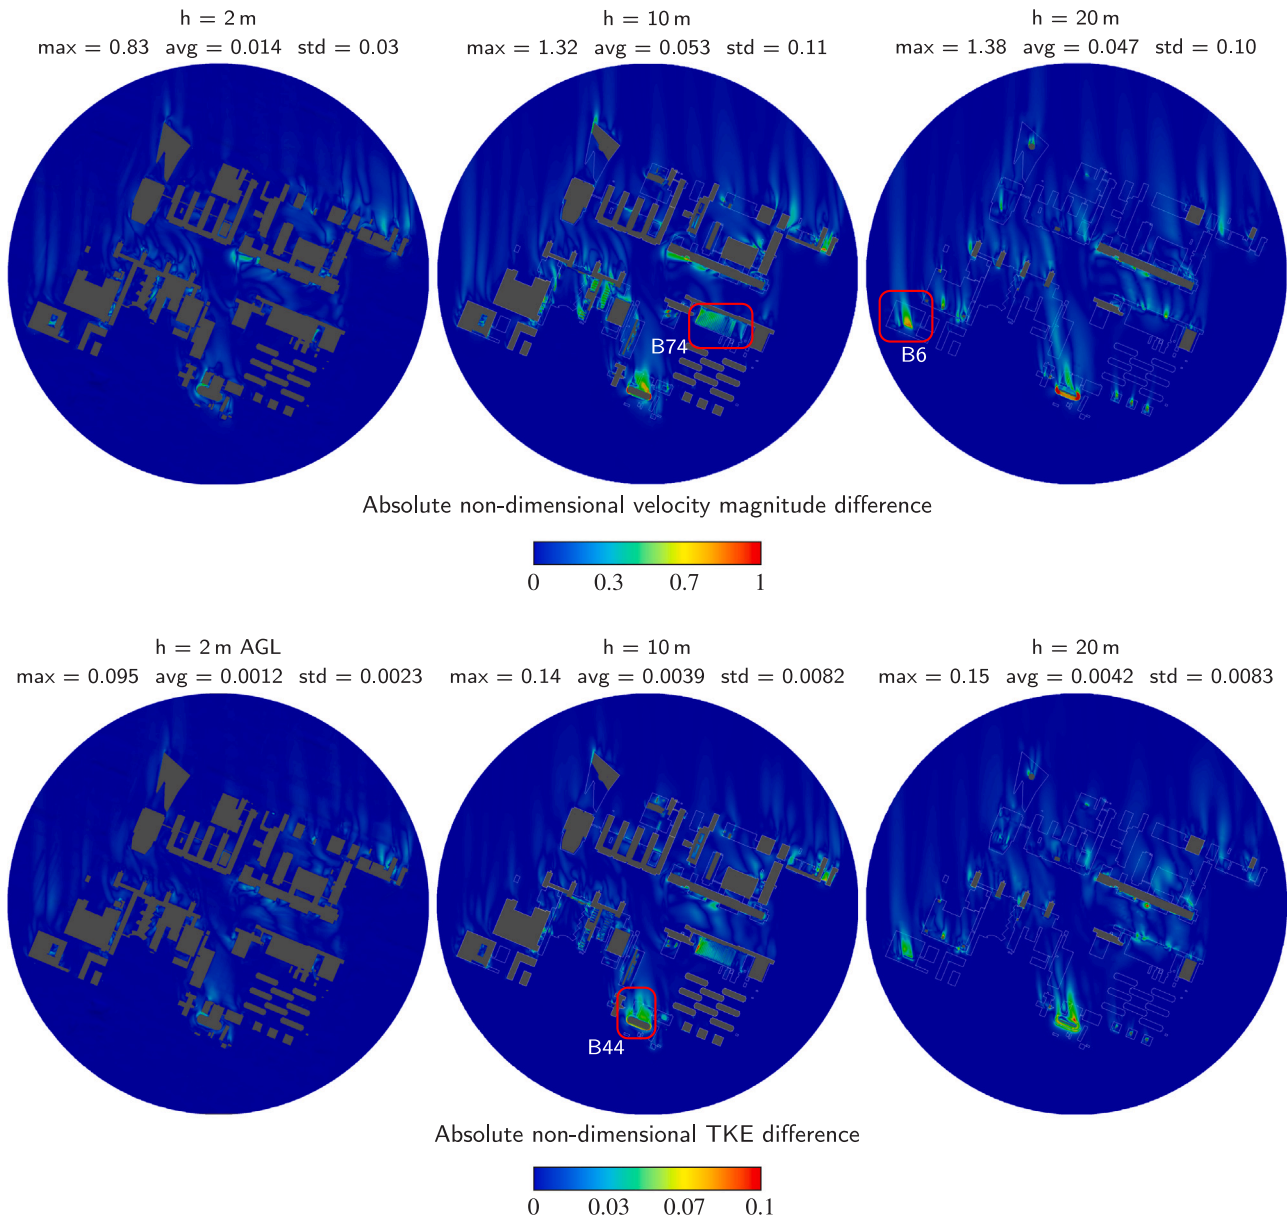 h = 2 m
max = 0.83 avg = 0.014 std = 0.03
h = 10 m
max = 1.32 avg = 0.053 std = 0.11
h = 20 m
max = 1.38 avg = 0.047 std = 0.10
B74
B6
Absolute non-dimensional velocity magnitude difference
0 0.3 0.7 1
h = 2 m AGL
max = 0.095 avg = 0.0012 std = 0.0023
h = 10 m
max = 0.14 avg = 0.0039 std = 0.0082
h = 20 m
max = 0.15 avg = 0.0042 std = 0.0083
B44
Absolute non-dimensional TKE difference
0 0.03 0.07 0.1